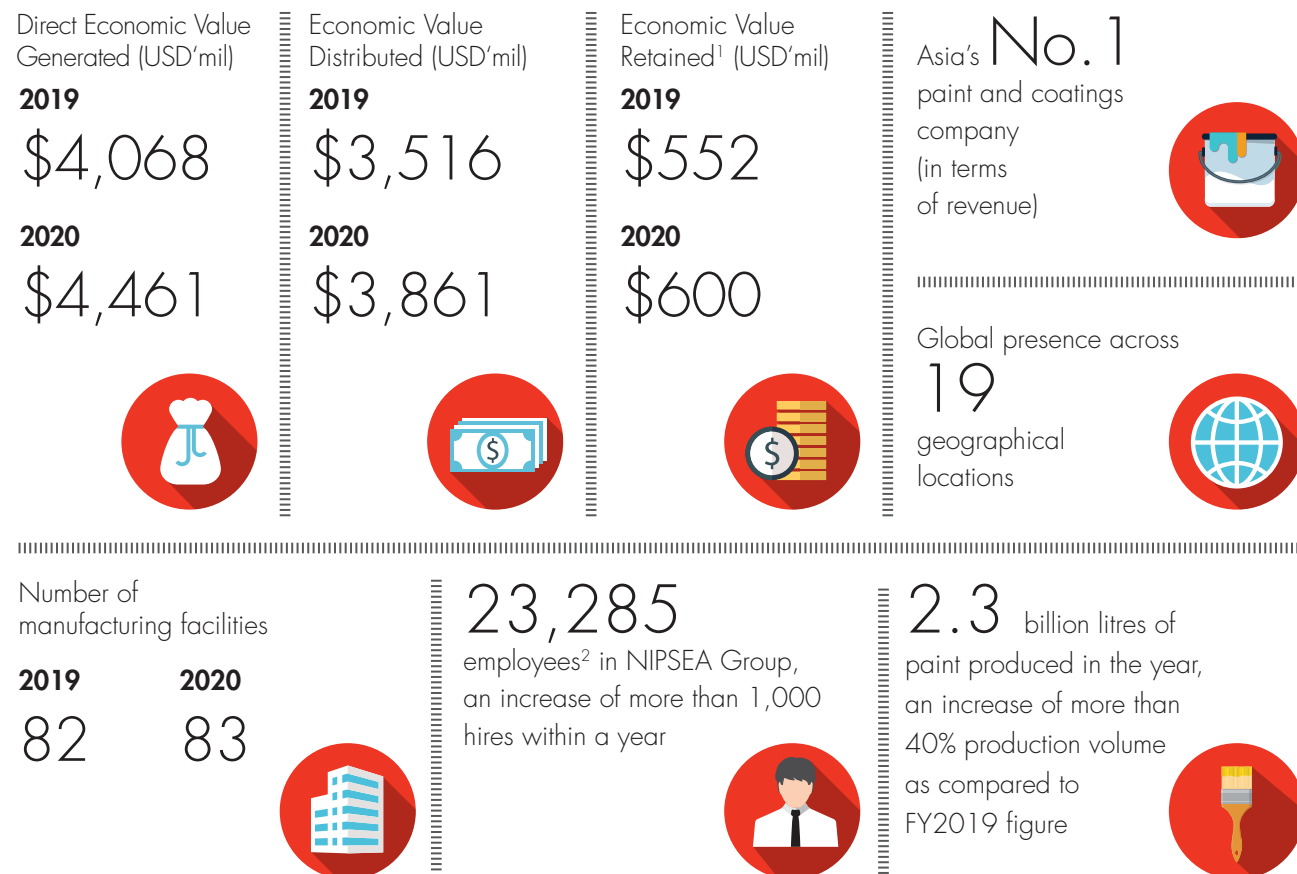 Direct Economic Value
Generated (USD'mil)
2019
$4,068
2020
$4,461
Economic Value
Distributed (USD'mil)
2019
$3,516
2020
$3,861
$
Economic Value
Retained¹ (USD'mil)
2019
$552
2020
$600
$
Asia's No.1
paint and coatings
company
(in terms
of revenue)
Global presence across
19
geographical
locations
Number of
manufacturing facilities
2019 2020
82 83
23,285
employees² in NIPSEA Group,
an increase of more than 1,000
hires within a year
2.3 billion litres of
paint produced in the year,
an increase of more than
40% production volume
as compared to
FY2019 figure